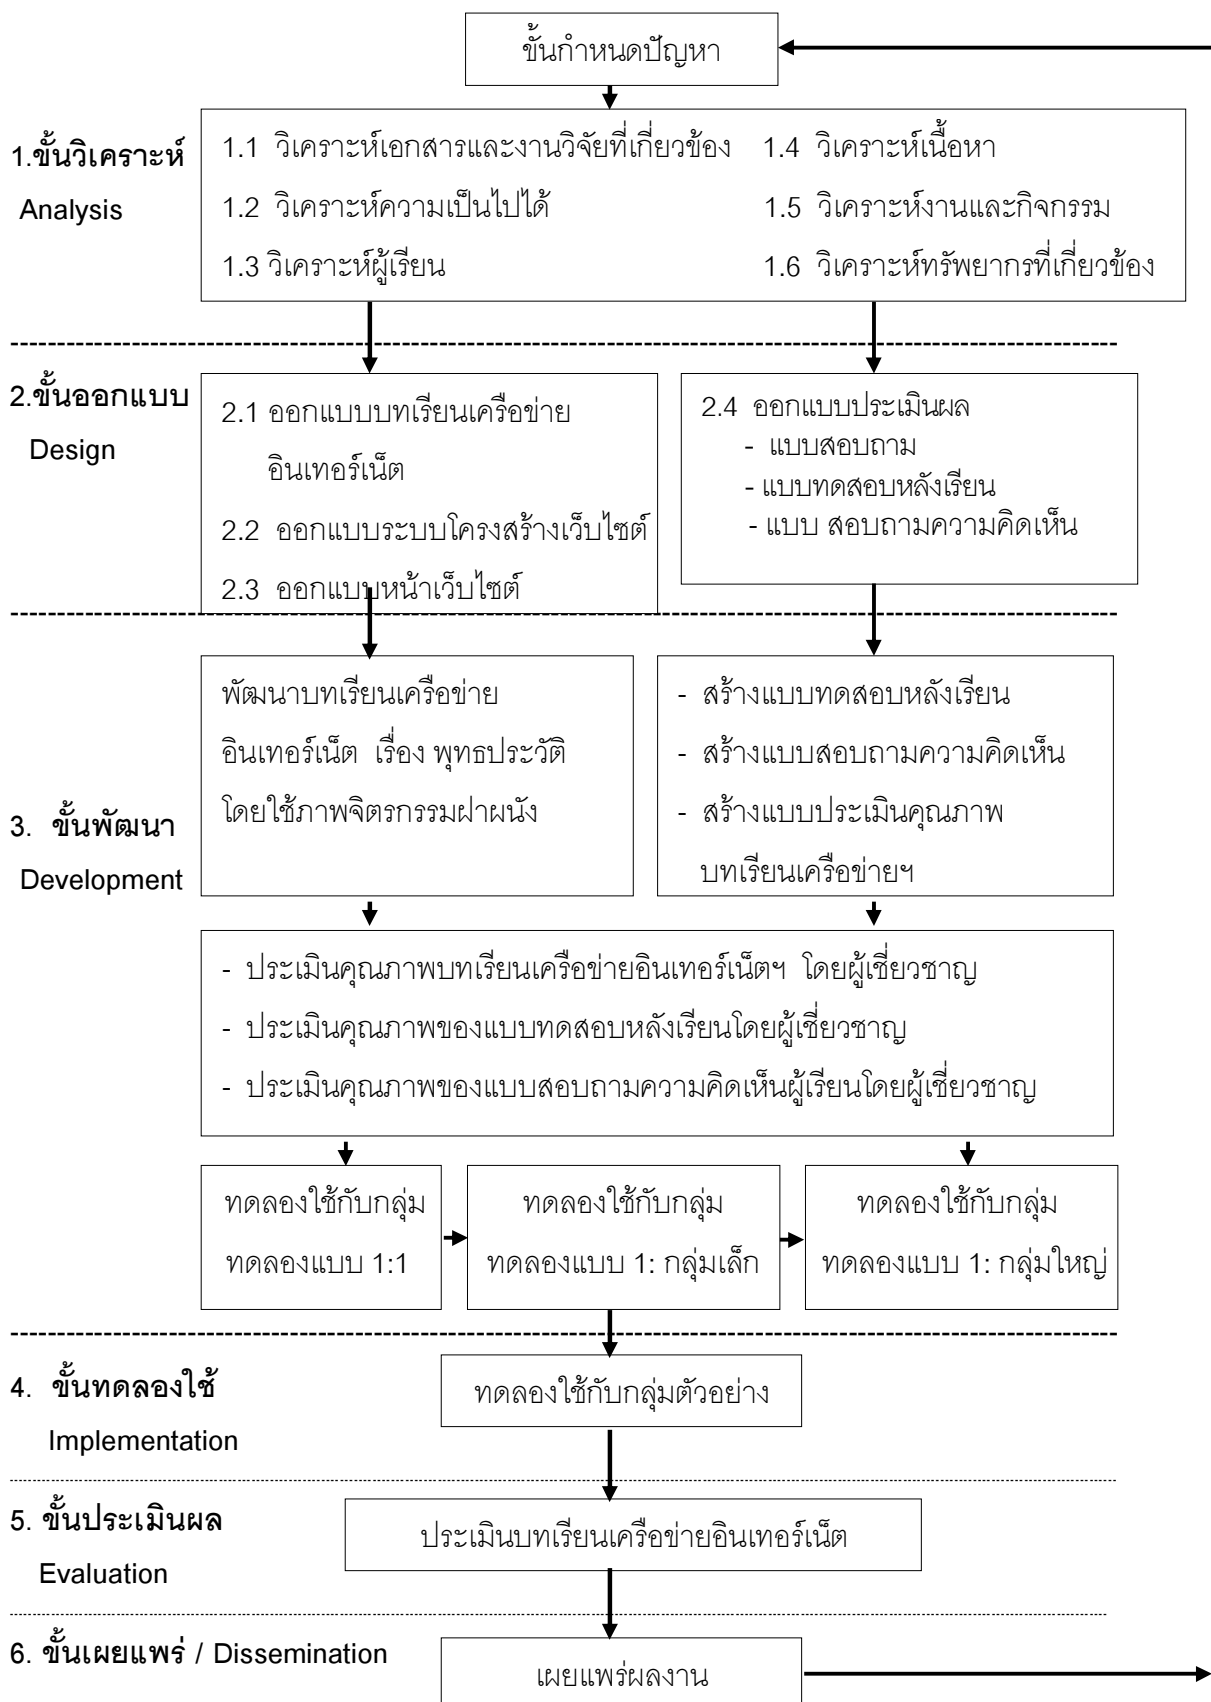 ขั้นกำหนดปัญหา
1.ขั้นวิเคราะห์
Analysis
1.1 วิเคราะห์เอกสารและงานวิจัยที่เกี่ยวข้อง
1.2 วิเคราะห์ความเป็นไปได้
1.3 วิเคราะห์ผู้เรียน
1.4 วิเคราะห์เนื้อหา
1.5 วิเคราะห์งานและกิจกรรม
1.6 วิเคราะห์ทรัพยากรที่เกี่ยวข้อง
2.ขั้นออกแบบ
Design
2.1 ออกแบบบทเรียนเครือข่าย
อินเทอร์เน็ต
2.2 ออกแบบระบบโครงสร้างเว็บไซต์
2.3 ออกแบบหน้าเว็บไซต์
2.4 ออกแบบประเมินผล
- แบบสอบถาม
- แบบทดสอบหลังเรียน
- แบบ สอบถามความคิดเห็น
3. ขั้นพัฒนา
Development
พัฒนาบทเรียนเครือข่าย
อินเทอร์เน็ต เรื่อง พุทธประวัติ
โดยใช้ภาพจิตรกรรมฝาผนัง
- สร้างแบบทดสอบหลังเรียน
- สร้างแบบสอบถามความคิดเห็น
- สร้างแบบประเมินคุณภาพ
บทเรียนเครือข่ายฯ
- ประเมินคุณภาพบทเรียนเครือข่ายอินเทอร์เน็ตฯ โดยผู้เชี่ยวชาญ
- ประเมินคุณภาพของแบบทดสอบหลังเรียนโดยผู้เชี่ยวชาญ
- ประเมินคุณภาพของแบบสอบถามความคิดเห็นผู้เรียนโดยผู้เชี่ยวชาญ
ทดลองใช้กับกลุ่ม
ทดลองแบบ 1:1
ทดลองใช้กับกลุ่ม
ทดลองแบบ 1: กลุ่มเล็ก
ทดลองใช้กับกลุ่ม
ทดลองแบบ 1: กลุ่มใหญ่
4. ขั้นทดลองใช้
Implementation
ทดลองใช้กับกลุ่มตัวอย่าง
5. ขั้นประเมินผล
Evaluation
ประเมินบทเรียนเครือข่ายอินเทอร์เน็ต
6. ขั้นเผยแพร่ / Dissemination
เผยแพร่ผลงาน